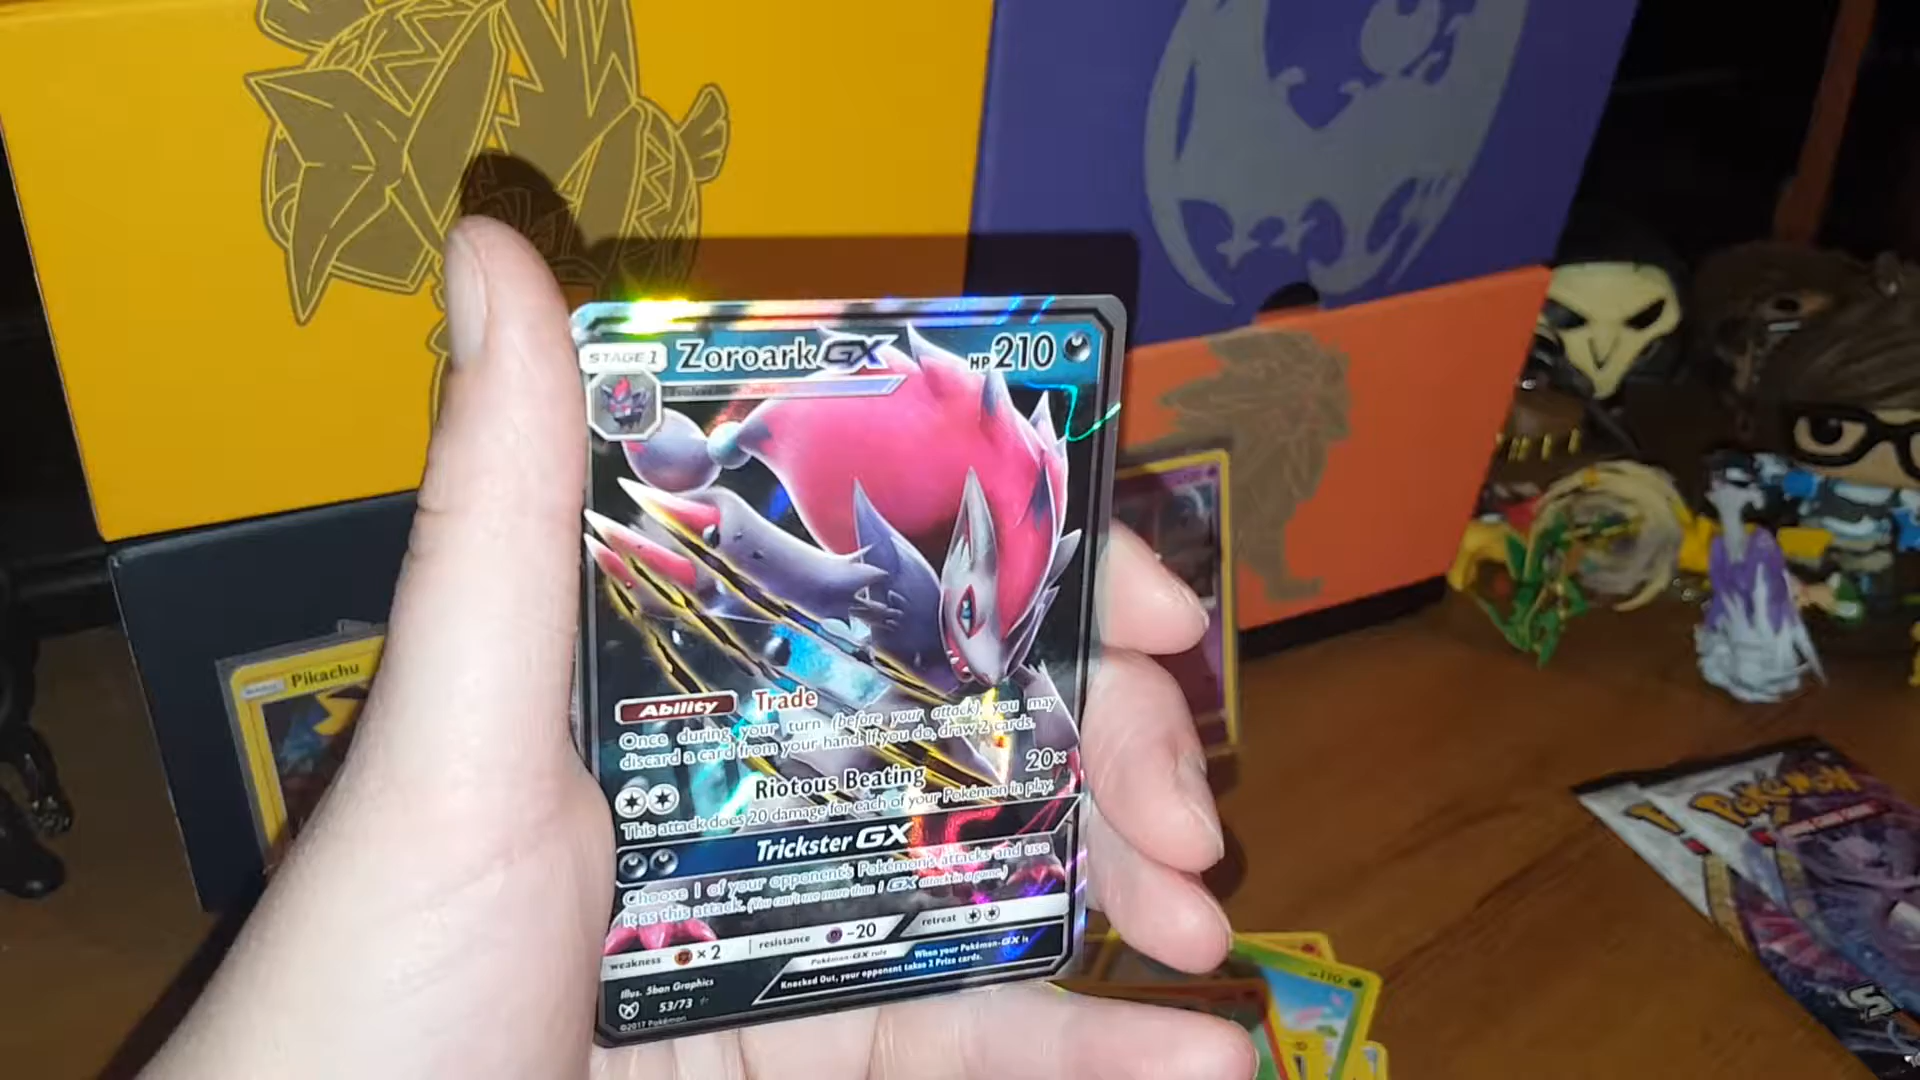 STAGE 1 Zoroark GX HP 210
Ability Trade
Once during your turn (before your attack), you may
discard a card from your hand. If you do, draw 2 cards.
Riotous Beating 20×
This attack does 20 damage for each of your Pokémon in play.
Trickster GX
Choose 1 of your opponent's Pokémon's attacks and use
it as this attack. (You can't use more than 1 GX attack in a game.)
weakness × 2 resistance -20 retreat
Pokémon-GX rule When your Pokémon-GX is
Knocked Out, your opponent takes 2 Prize cards.
Illus. 5ban Graphics
53/73
©2017 Pokémon
Pikachu
POKéMON
110